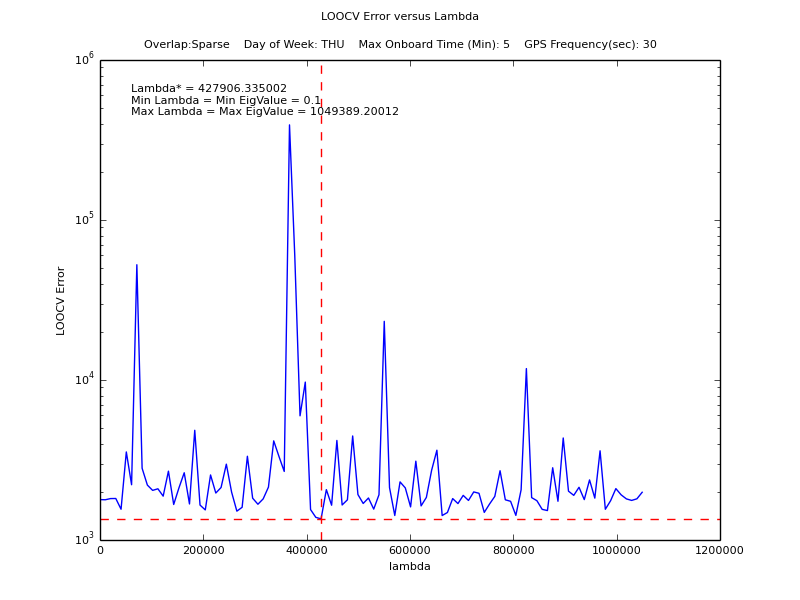 LOOCV Error versus Lambda
Overlap:Sparse    Day of Week: THU    Max Onboard Time (Min): 5    GPS Frequency(sec): 30
10^6
Lambda* = 427906.335002
Min Lambda = Min EigValue = 0.1
Max Lambda = Max EigValue = 1049389.20012
10^5
LOOCV Error
10^4
10^3
0 200000 400000 600000 800000 1000000 1200000
lambda